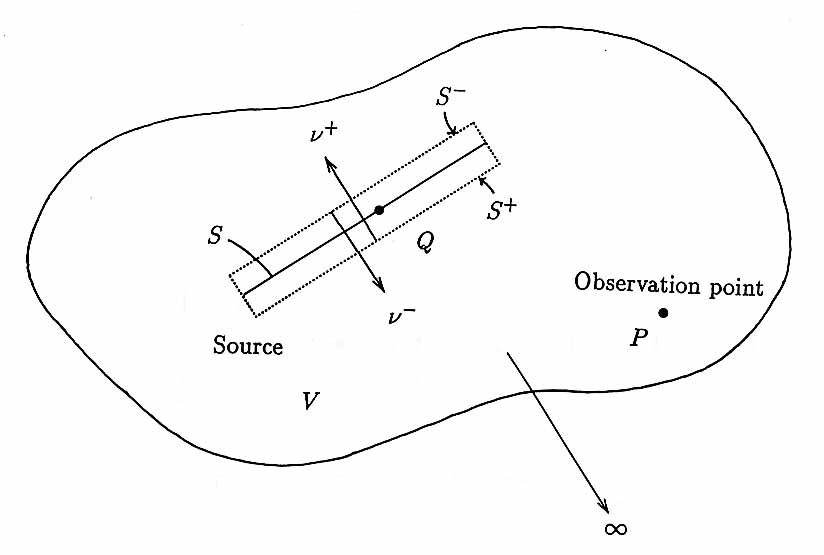 S⁻
ν⁺
S⁺
S
Q
Observation point
ν⁻
P
Source
V
∞